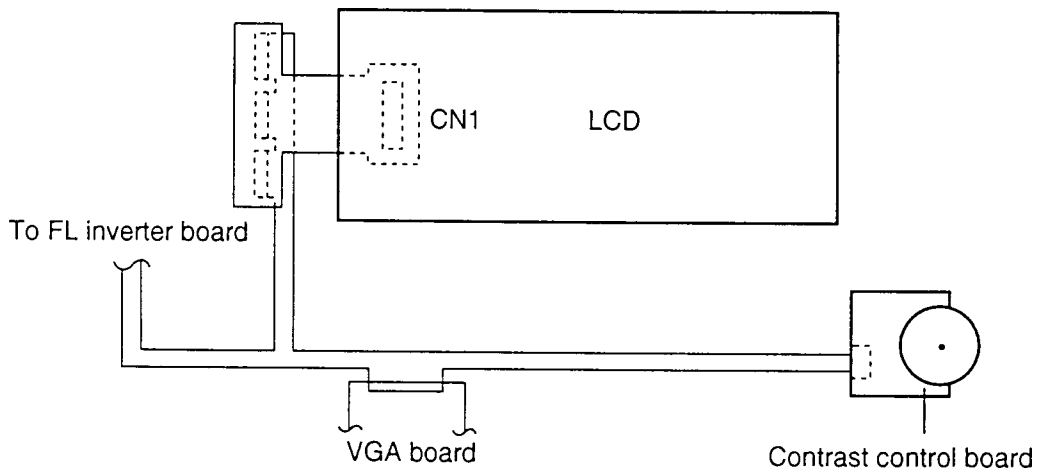 CN1
LCD
To FL inverter board
VGA board
Contrast control board